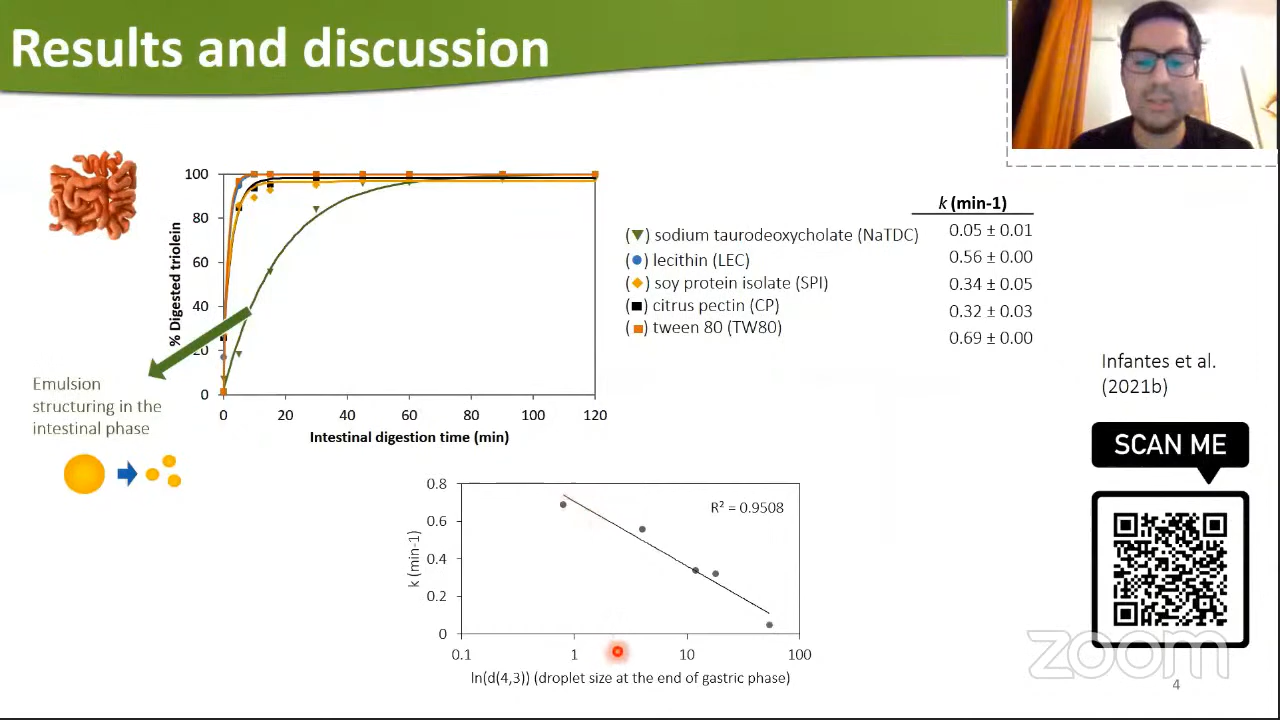 Results and discussion
100
80
60
40
20
0
% Digested triolein
0 20 40 60 80 100 120
Intestinal digestion time (min)
(▼) sodium taurodeoxycholate (NaTDC)
(●) lecithin (LEC)
(◆) soy protein isolate (SPI)
(■) citrus pectin (CP)
(■) tween 80 (TW80)
k (min-1)
0.05 ± 0.01
0.56 ± 0.00
0.34 ± 0.05
0.32 ± 0.03
0.69 ± 0.00
Emulsion
structuring in the
intestinal phase
Infantes et al.
(2021b)
SCAN ME
0.8
0.6
0.4
0.2
0
k (min-1)
R² = 0.9508
0.1 1 10 100
ln(d(4,3)) (droplet size at the end of gastric phase)
zoom
4